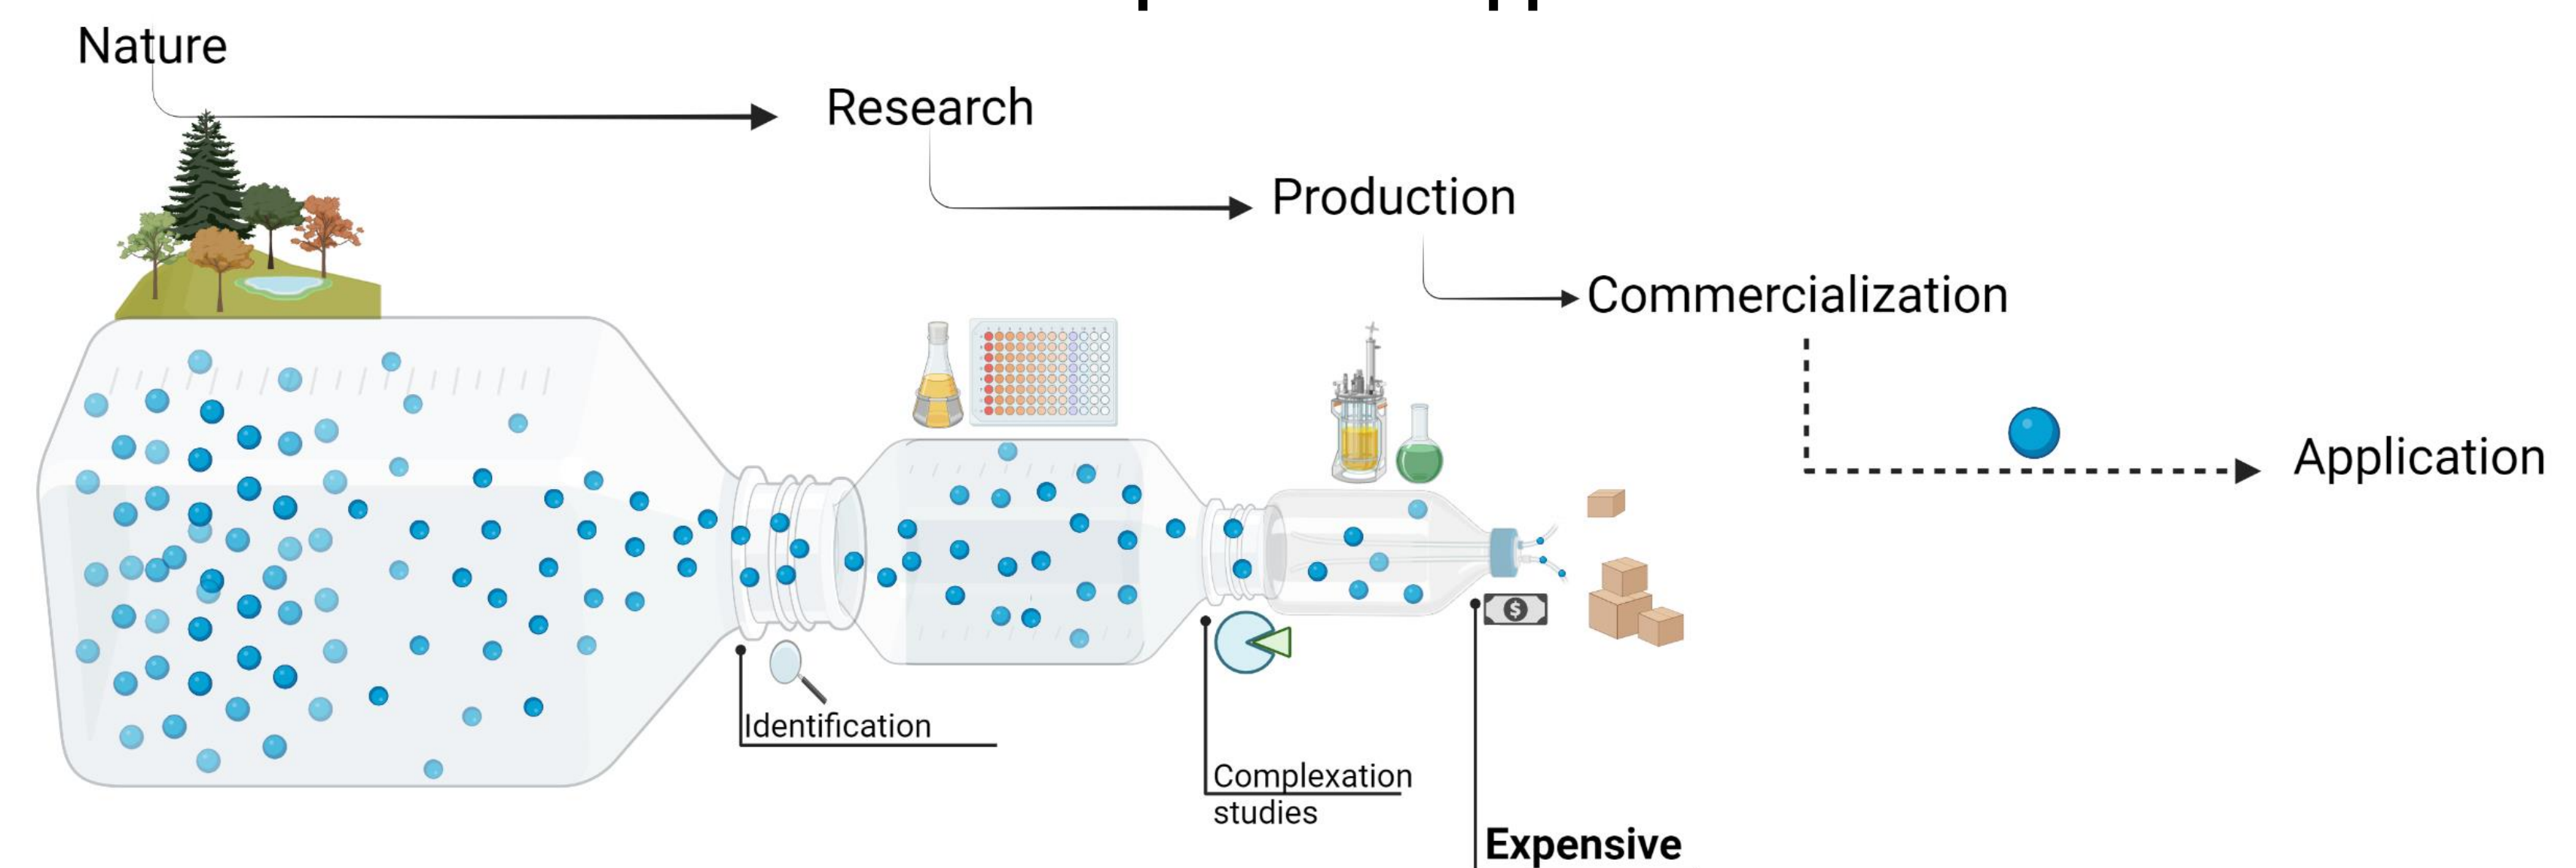 Nature
Research
Production
Commercialization
Application
Identification
Complexation
studies
Expensive